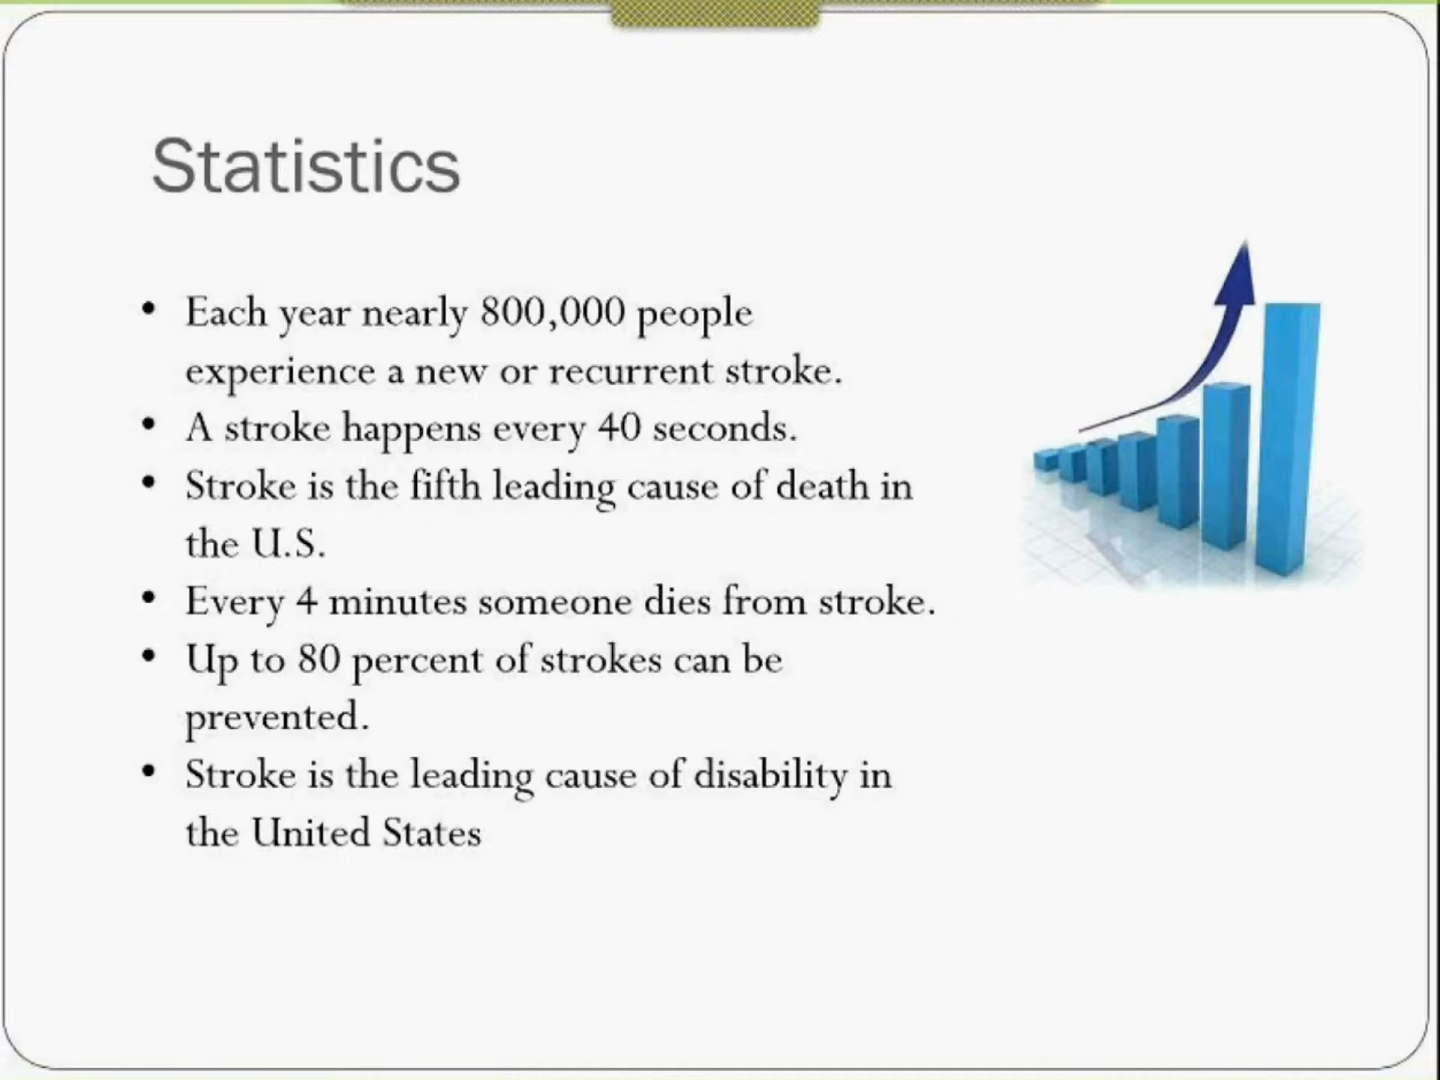 Statistics
• Each year nearly 800,000 people
experience a new or recurrent stroke.
• A stroke happens every 40 seconds.
• Stroke is the fifth leading cause of death in
the U.S.
• Every 4 minutes someone dies from stroke.
• Up to 80 percent of strokes can be
prevented.
• Stroke is the leading cause of disability in
the United States